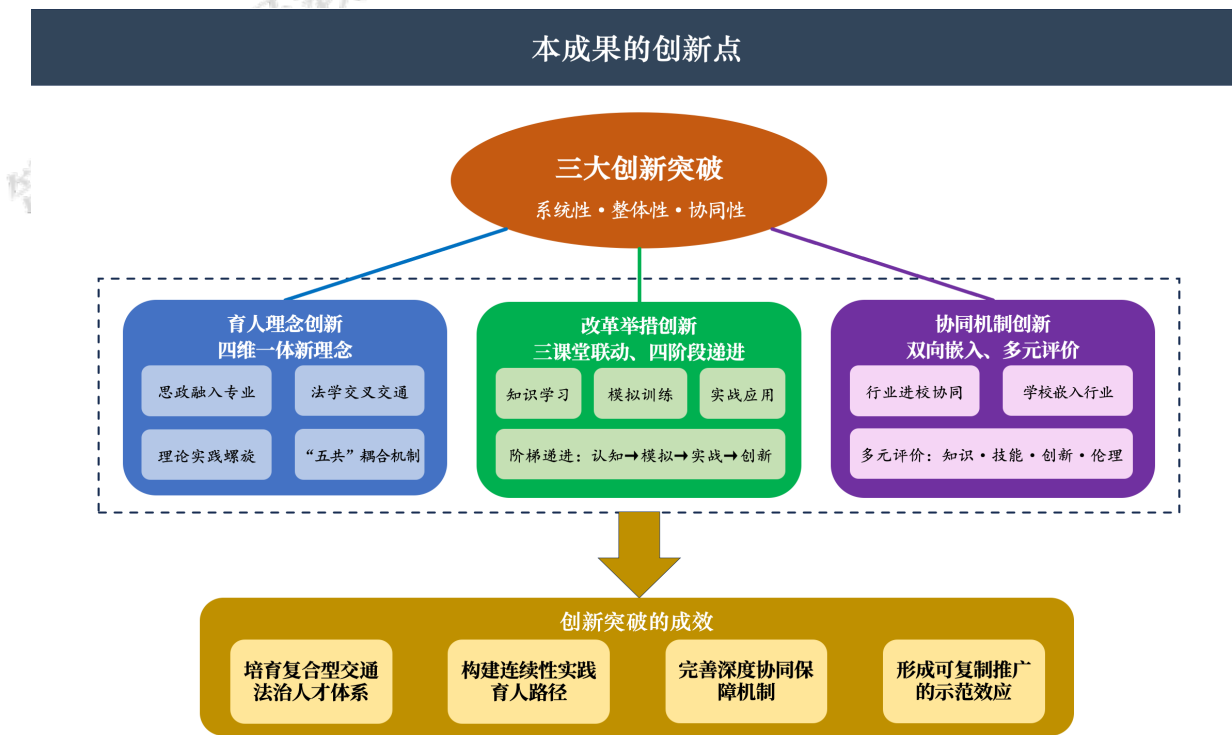 本成果的创新点
三大创新突破
系统性·整体性·协同性
育人理念创新
四维一体新理念
思政融入专业
法学交叉交通
理论实践螺旋
“五共”耦合机制
改革举措创新
三课堂联动、四阶段递进
知识学习
模拟训练
实战应用
阶梯递进：认知→模拟→实战→创新
协同机制创新
双向嵌入、多元评价
行业进校协同
学校嵌入行业
多元评价：知识·技能·创新·伦理
创新突破的成效
培育复合型交通
法治人才体系
构建连续性实践
育人路径
完善深度协同保
障机制
形成可复制推广
的示范效应